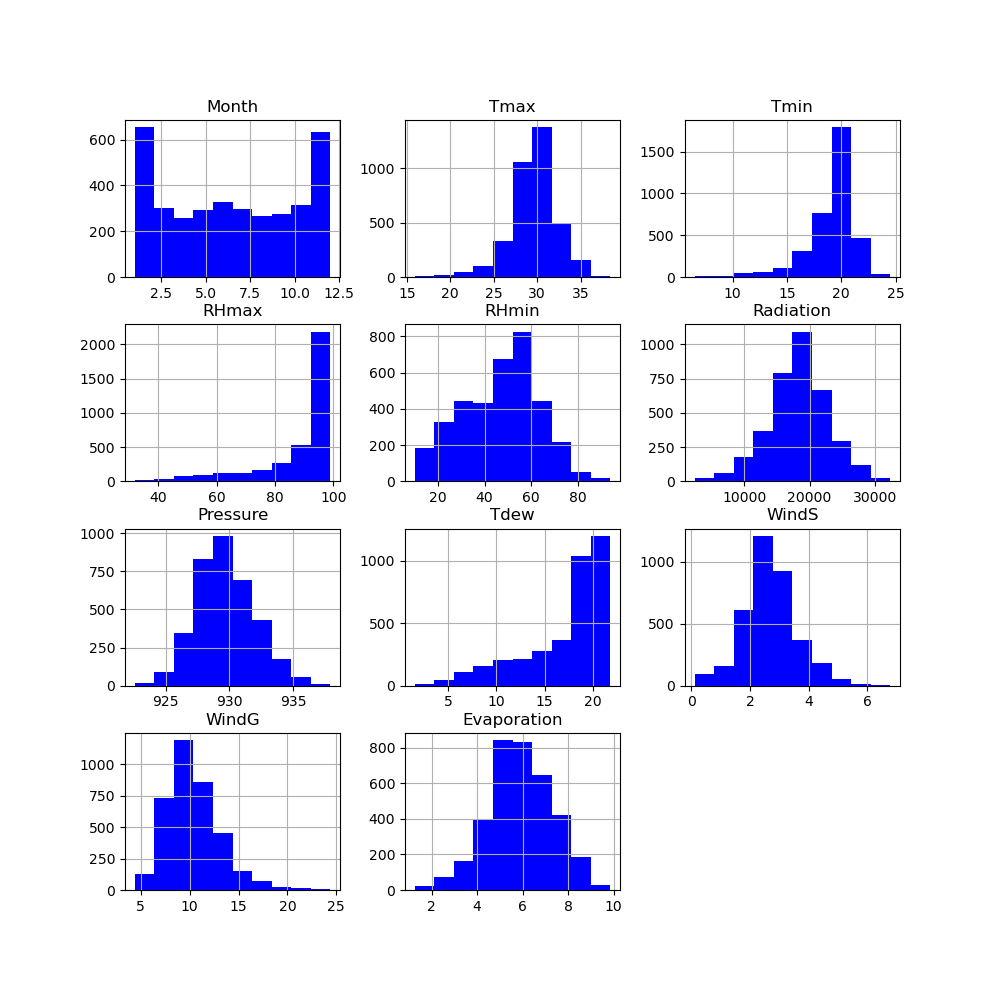 Month Tmax Tmin
600 400 200 0
1000 500 0
1500 1000 500 0
2.5 5.0 7.5 10.0 12.5
15 20 25 30 35
10 15 20 25
RHmax RHmin Radiation
2000 1500 1000 500 0
800 600 400 200 0
1000 750 500 250 0
40 60 80 100
20 40 60 80
10000 20000 30000
Pressure Tdew WindS
1000 750 500 250 0
1000 500 0
1000 500 0
925 930 935
5 10 15 20
0 2 4 6
WindG Evaporation
1000 750 500 250 0
800 600 400 200 0
5 10 15 20 25
2 4 6 8 10